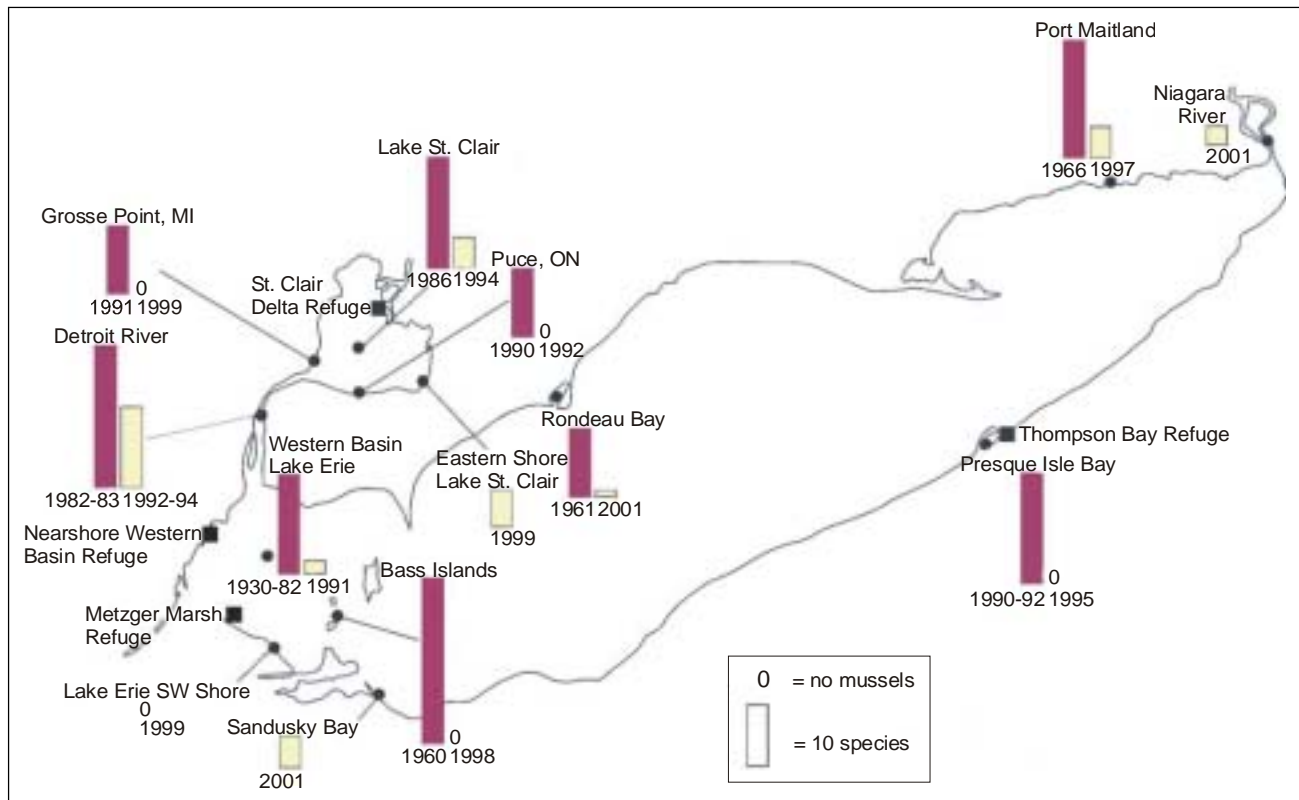 Port Maitland
Niagara
River
1966 1997
2001
Lake St. Clair
1986 1994
Grosse Point, MI
0
1991 1999
St. Clair
Delta Refuge
Puce, ON
0
1990 1992
Detroit River
1982-83 1992-94
Western Basin
Lake Erie
1930-82 1991
Eastern Shore
Lake St. Clair
1999
Rondeau Bay
1961 2001
Thompson Bay Refuge
Presque Isle Bay
0
1990-92 1995
Nearshore Western
Basin Refuge
Bass Islands
0
1960 1998
Metzger Marsh
Refuge
Lake Erie SW Shore
0
1999
Sandusky Bay
2001
0 = no mussels
= 10 species